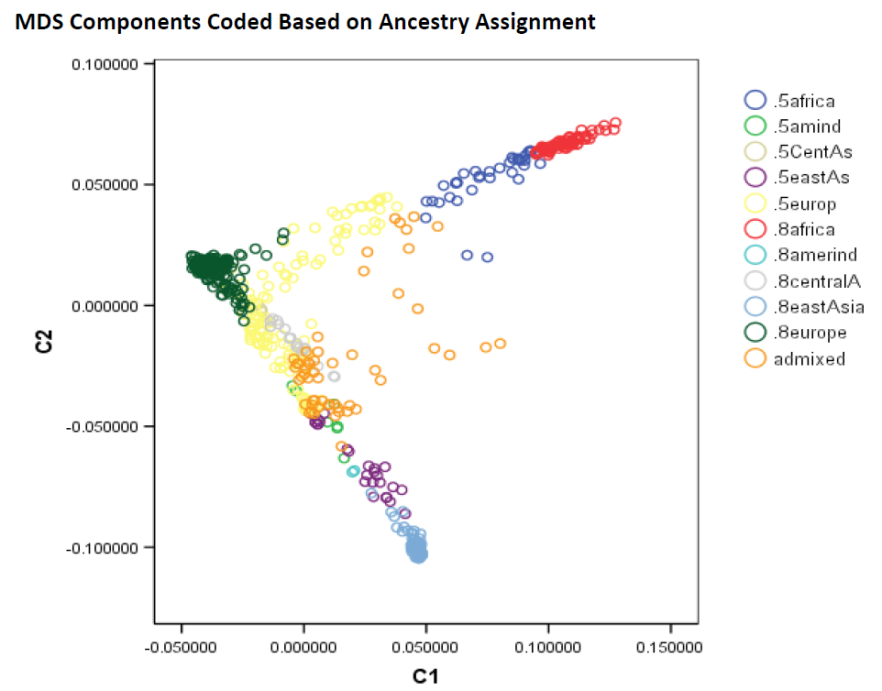 MDS Components Coded Based on Ancestry Assignment
0.100000
0.050000
0.000000
-0.050000
-0.100000
C2
-0.050000 0.000000 0.050000 0.100000 0.150000
C1
.5africa
.5amind
.5CentAs
.5eastAs
.5europ
.8africa
.8amerind
.8centralA
.8eastAsia
.8europe
admixed